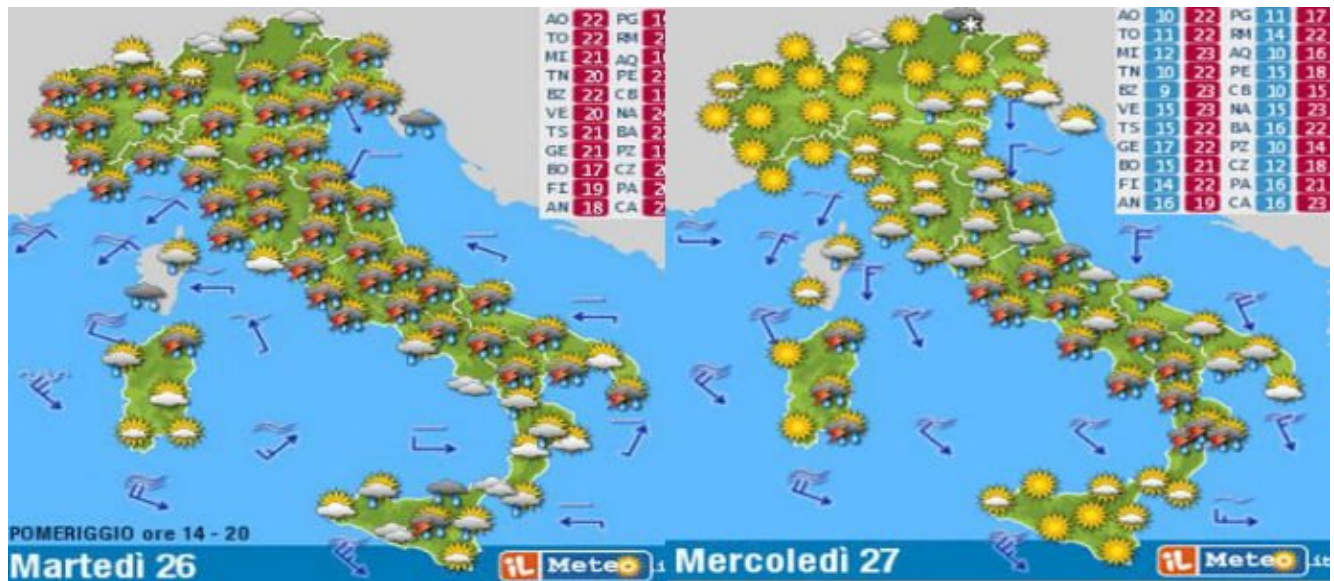 AO 22 PG
TO 22 RM
MI 21 AQ
TN 20 PE
BZ 22 CB
VE 20 NA
TS 21 BA
GE 21 PZ
BO 17 CZ
FI 19 PA
AN 18 CA
POMERIGGIO ore 14 - 20
Martedì 26
iL Meteo
AO 10 22 PG 11 17
TO 11 22 RM 14 22
MI 12 23 AQ 10 16
TN 10 22 PE 15 18
BZ 9 23 CB 10 15
VE 15 23 NA 15 23
TS 15 22 BA 16 22
GE 17 22 PZ 10 14
BO 15 21 CZ 12 18
FI 14 22 PA 16 21
AN 16 19 CA 16 23
Mercoledì 27
iL Meteo.it